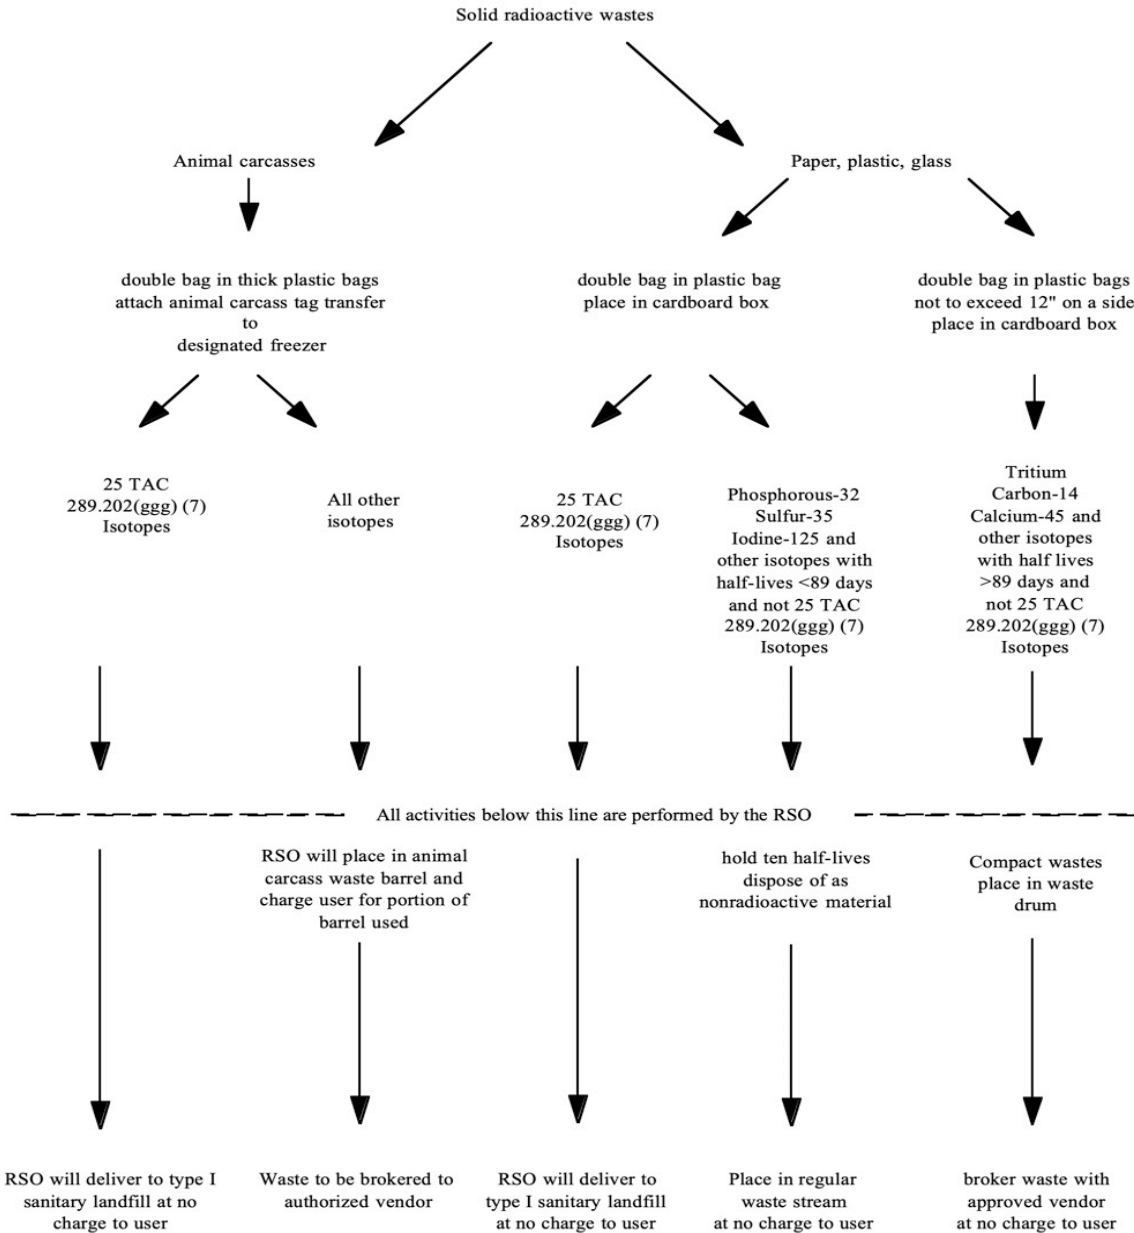 Solid radioactive wastes
Animal carcasses
Paper, plastic, glass
double bag in thick plastic bags
attach animal carcass tag transfer
to
designated freezer
double bag in plastic bag
place in cardboard box
double bag in plastic bags
not to exceed 12" on a side
place in cardboard box
25 TAC
289.202(ggg) (7)
Isotopes
All other
isotopes
25 TAC
289.202(ggg) (7)
Isotopes
Phosphorous-32
Sulfur-35
Iodine-125 and
other isotopes with
half-lives <89 days
and not 25 TAC
289.202(ggg) (7)
Isotopes
Tritium
Carbon-14
Calcium-45 and
other isotopes
with half lives
>89 days and
not 25 TAC
289.202(ggg) (7)
Isotopes
All activities below this line are performed by the RSO
RSO will place in animal
carcass waste barrel and
charge user for portion of
barrel used
hold ten half-lives
dispose of as
nonradioactive material
Compact wastes
place in waste
drum
RSO will deliver to type I
sanitary landfill at no
charge to user
Waste to be brokered to
authorized vendor
RSO will deliver to
type I sanitary landfill
at no charge to user
Place in regular
waste stream
at no charge to user
broker waste with
approved vendor
at no charge to user